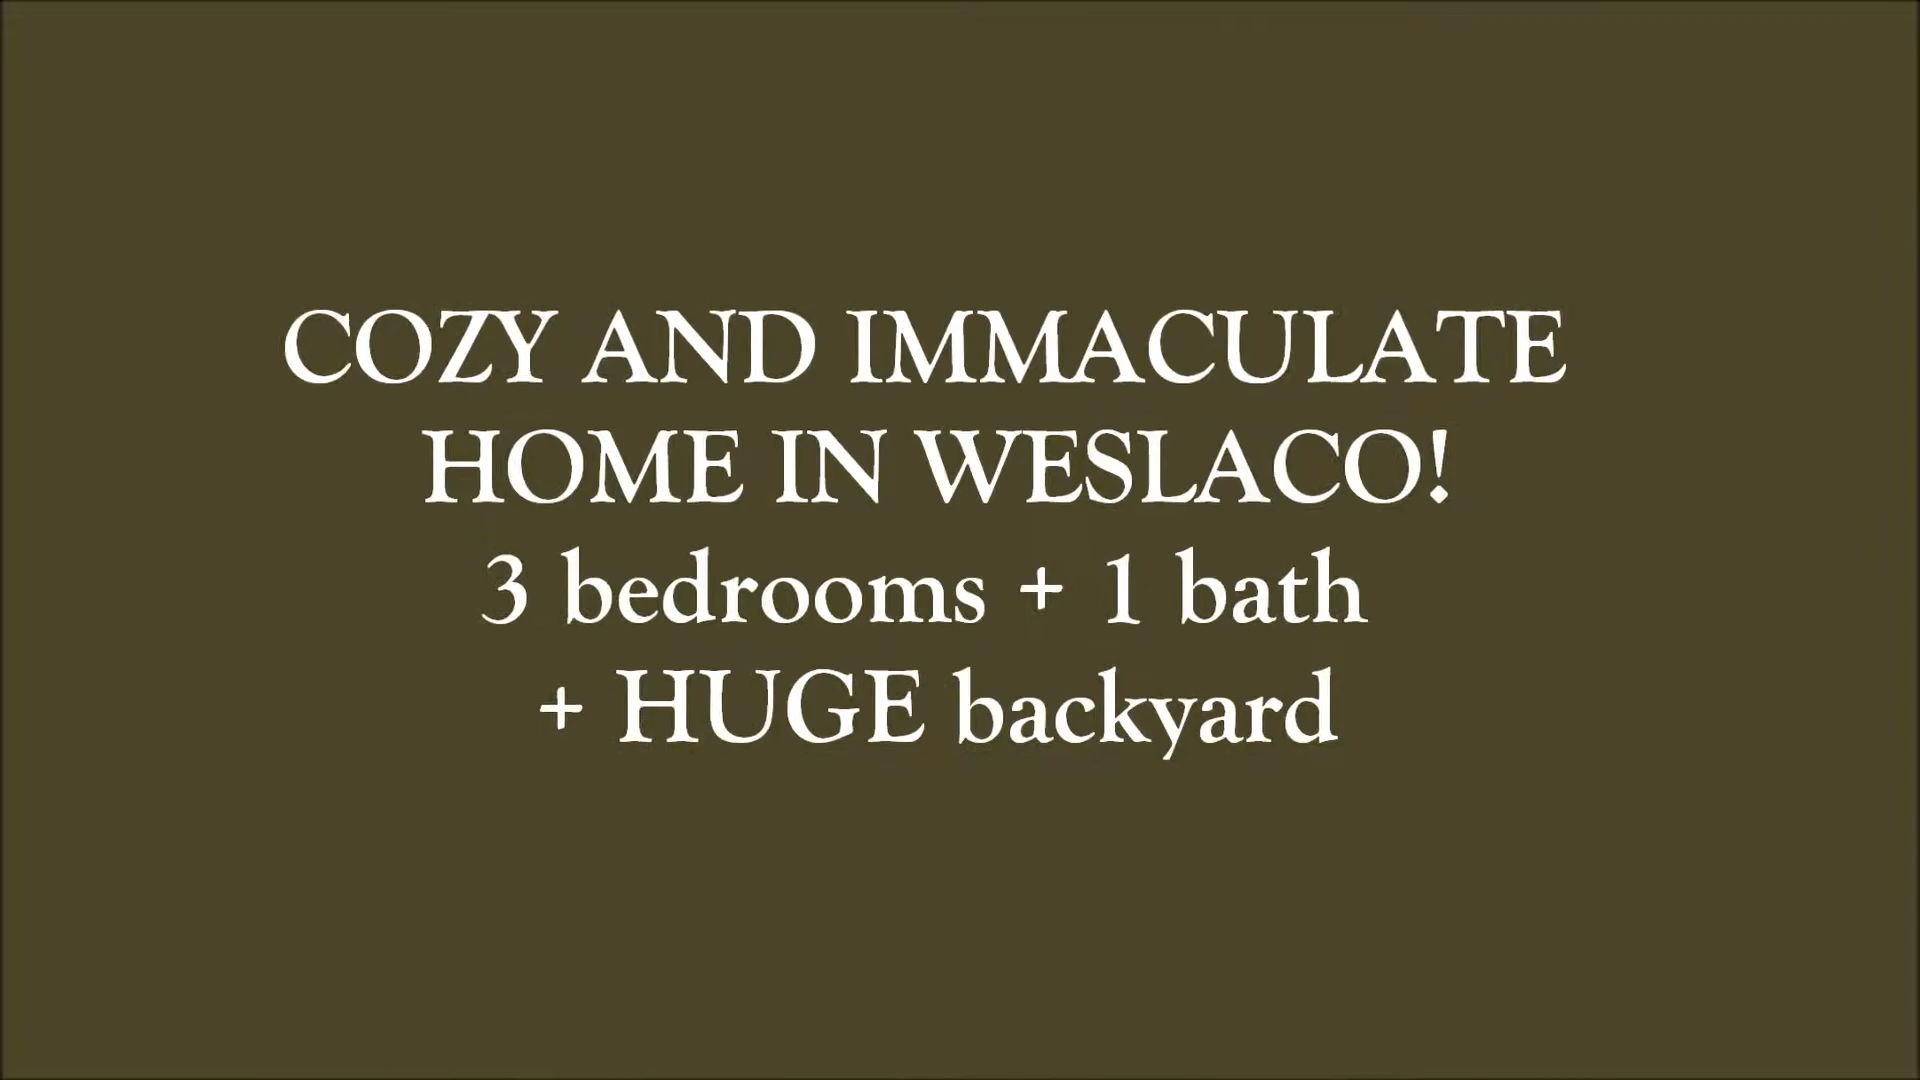 COZY AND IMMACULATE
HOME IN WESLACO!
3 bedrooms + 1 bath
+ HUGE backyard